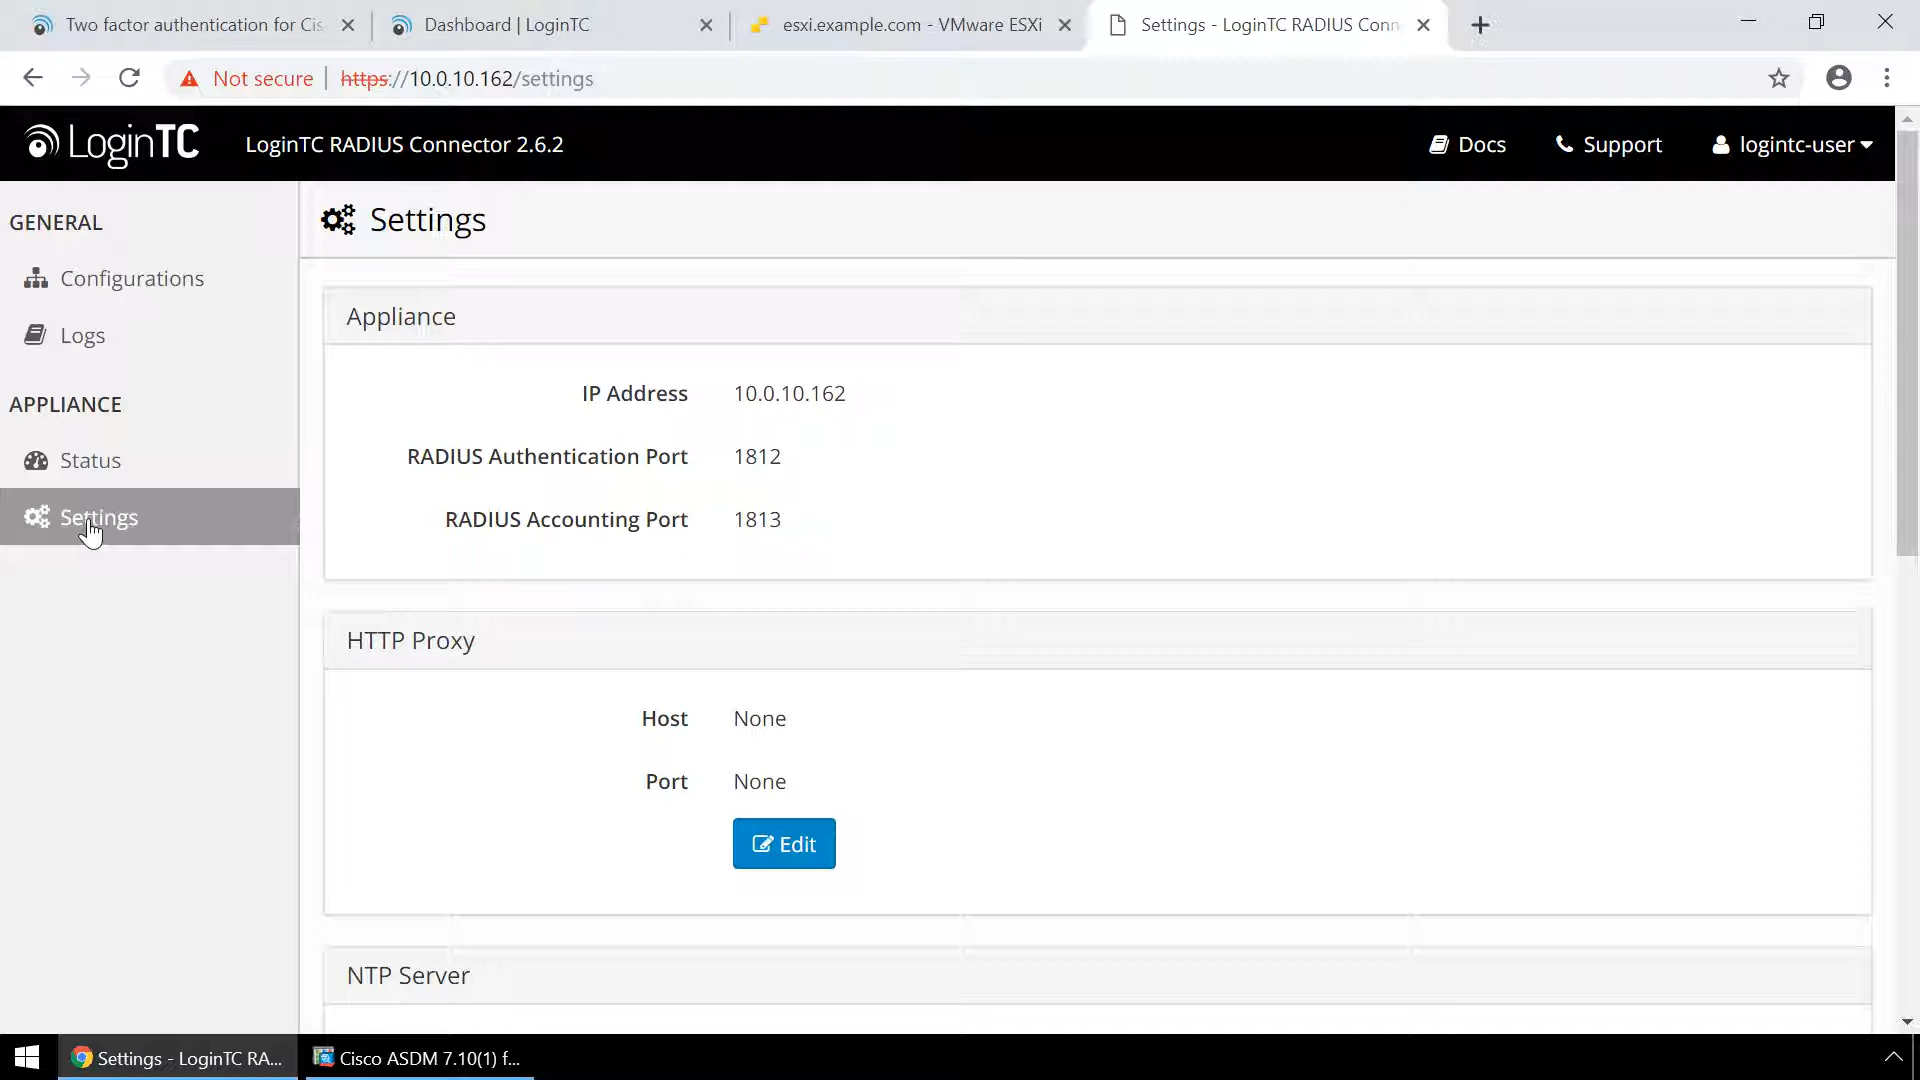 Two factor authentication for Cis
Dashboard | LoginTC
esxi.example.com - VMware ESXi
Settings - LoginTC RADIUS Conn
Not secure | https://10.0.10.162/settings
LoginTC
LoginTC RADIUS Connector 2.6.2
Docs
Support
logintc-user
GENERAL
Configurations
Logs
APPLIANCE
Status
Settings
Settings
Appliance
IP Address 10.0.10.162
RADIUS Authentication Port 1812
RADIUS Accounting Port 1813
HTTP Proxy
Host None
Port None
Edit
NTP Server
Settings - LoginTC RA...
Cisco ASDM 7.10(1) f...